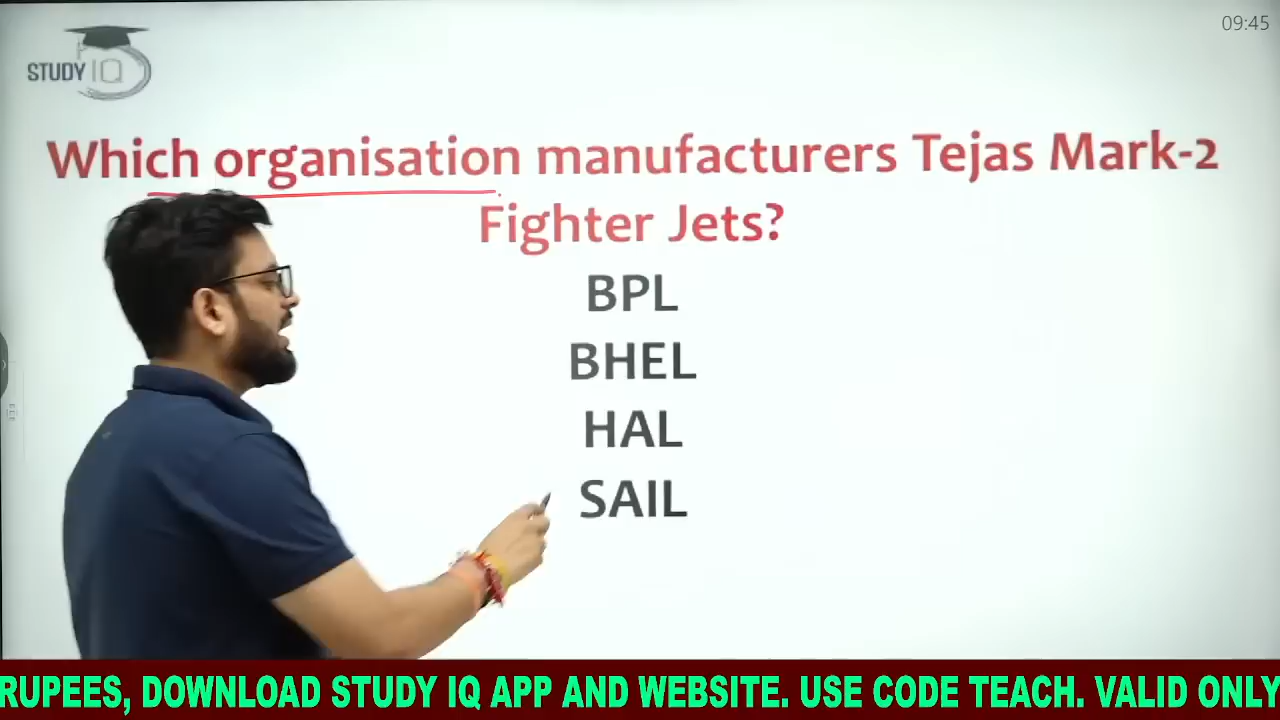 09:45
STUDY IQ
Which organisation manufacturers Tejas Mark-2
Fighter Jets?
BPL
BHEL
HAL
SAIL
RUPEES, DOWNLOAD STUDY IQ APP AND WEBSITE. USE CODE TEACH. VALID ONLY